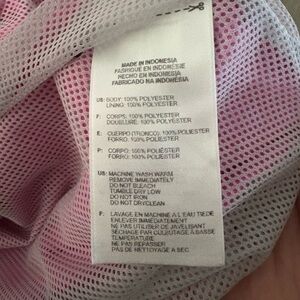 MADE IN INDONESIA
FABRIQUÉ EN INDONÉSIE
HECHO EN INDONESIA
FABRICADO NA INDONÉSIA
US: BODY: 100% POLYESTER
LINING: 100% POLYESTER
F: CORPS: 100% POLYESTER
DOUBLURE: 100% POLYESTER
E: CUERPO (TRONCO): 100% POLIÉSTER
FORRO: 100% POLIÉSTER
P: CORPO: 100% POLIÉSTER
FORRO: 100% POLIÉSTER
US: MACHINE WASH WARM
REMOVE IMMEDIATELY
DO NOT BLEACH
TUMBLE DRY LOW
DO NOT IRON
DO NOT DRYCLEAN
F: LAVAGE EN MACHINE À L'EAU TIÈDE
ENLEVER IMMÉDIATEMENT
NE PAS UTILISER DE JAVELISANT
SÉCHAGE PAR CULBUTAGE À BASSE
TEMPÉRATURE
NE PAS REPASSER
PAS DE NETTOYAGE À SEC